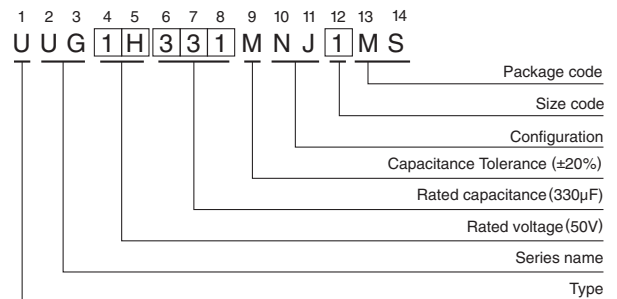 1 2 3 4 5 6 7 8 9 10 11 12 13 14
U U G 1 H 3 3 1 M N J 1 M S
Package code
Size code
Configuration
Capacitance Tolerance (±20%)
Rated capacitance (330µF)
Rated voltage (50V)
Series name
Type